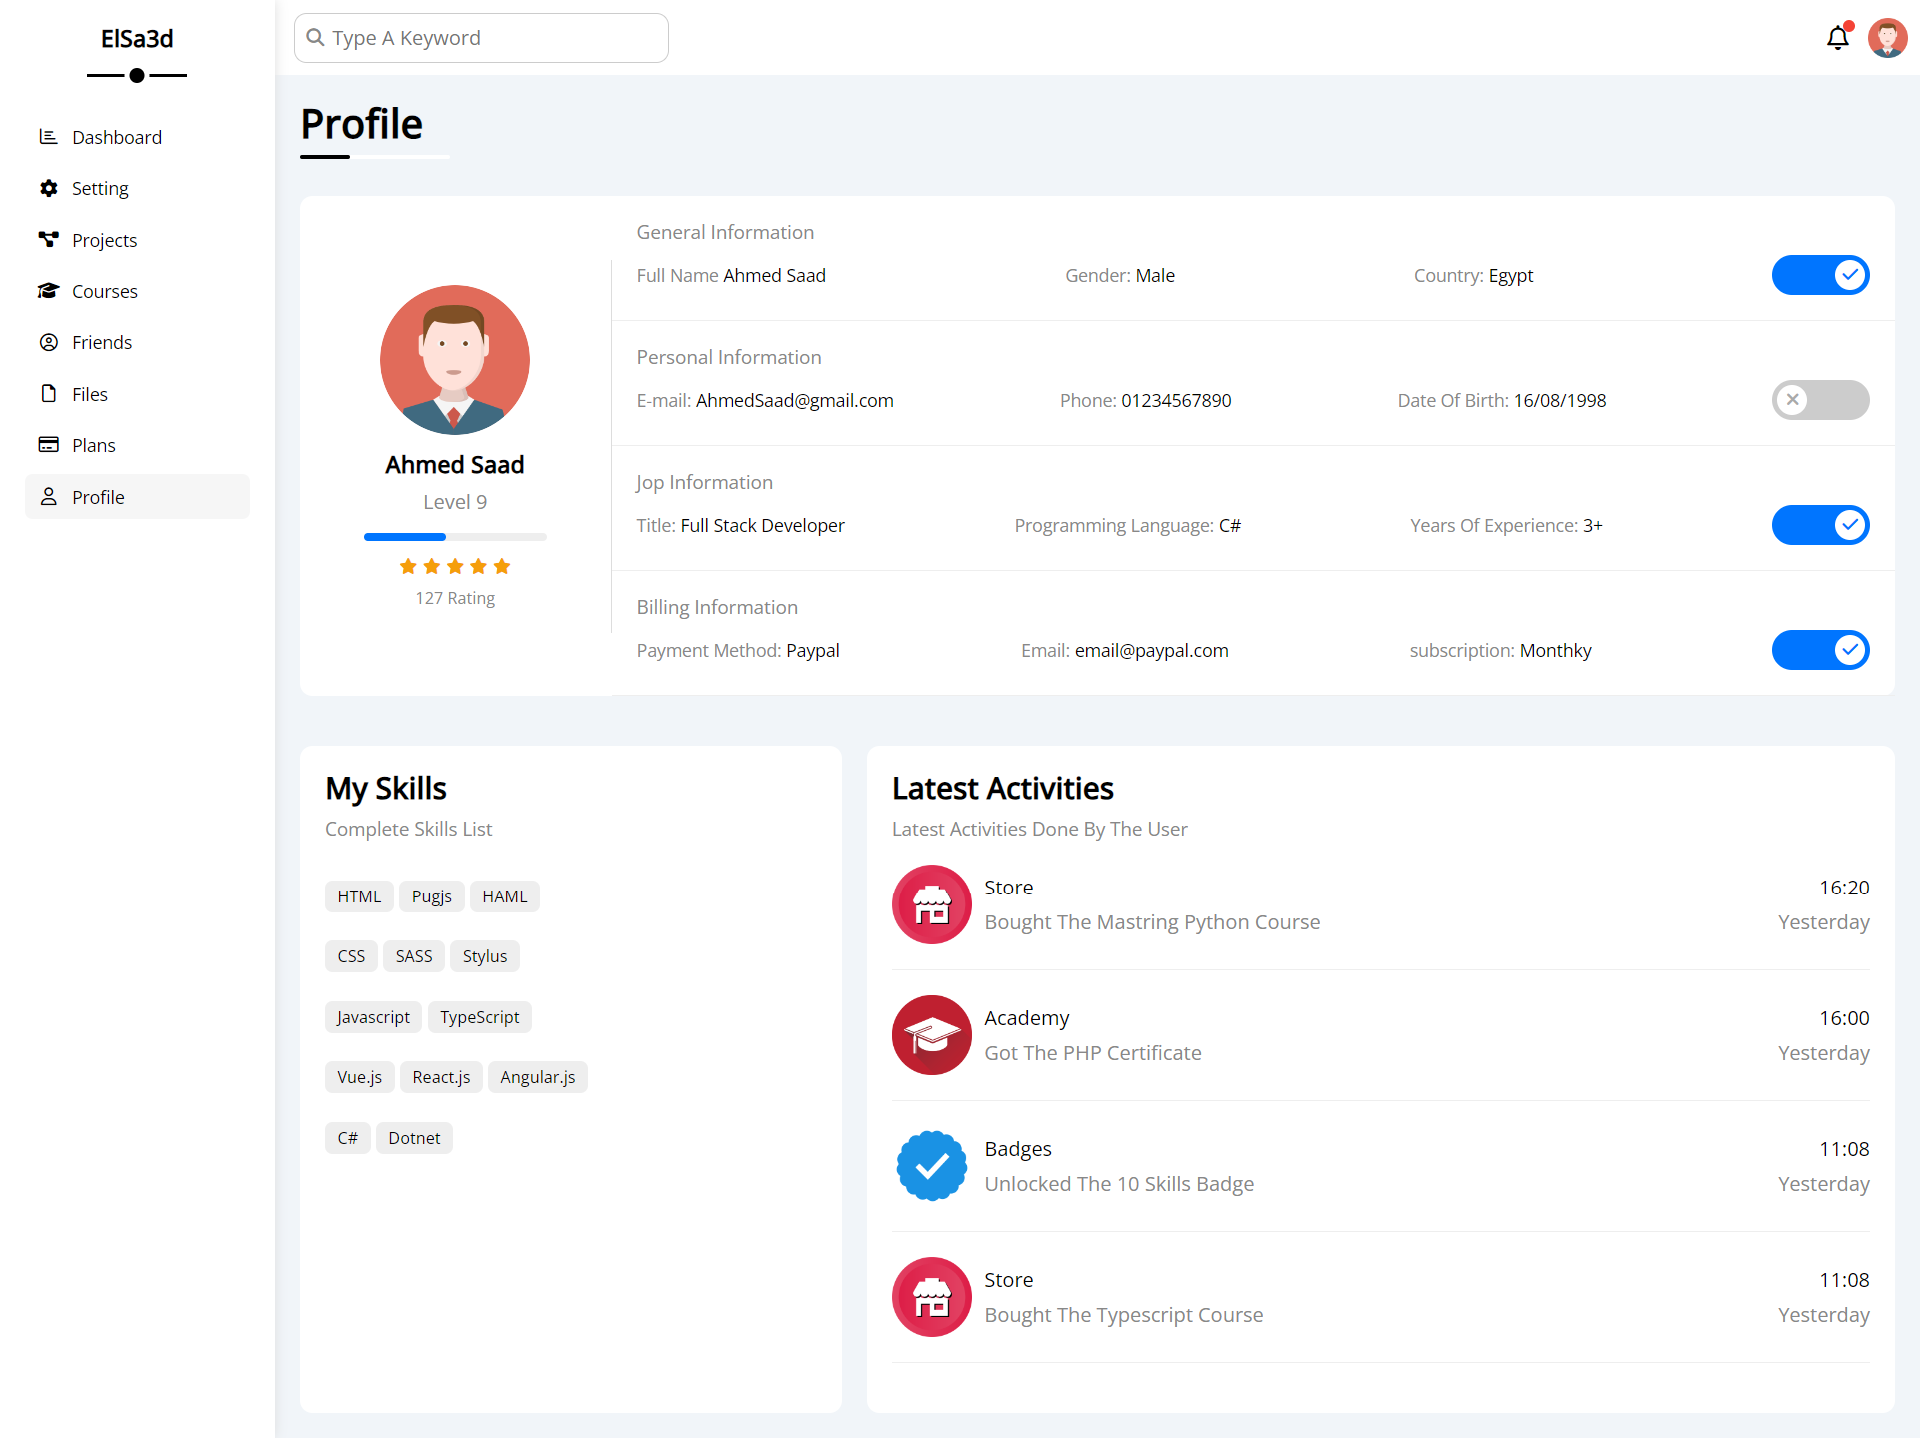 ElSa3d
Type A Keyword
Dashboard
Setting
Projects
Courses
Friends
Files
Plans
Profile
Profile
Ahmed Saad
Level 9
127 Rating
General Information
Full Name Ahmed Saad Gender: Male Country: Egypt
Personal Information
E-mail: AhmedSaad@gmail.com Phone: 01234567890 Date Of Birth: 16/08/1998
Jop Information
Title: Full Stack Developer Programming Language: C# Years Of Experience: 3+
Billing Information
Payment Method: Paypal Email: email@paypal.com subscription: Monthky
My Skills
Complete Skills List
HTML Pugjs HAML
CSS SASS Stylus
Javascript TypeScript
Vue.js React.js Angular.js
C# Dotnet
Latest Activities
Latest Activities Done By The User
Store 16:20
Bought The Mastring Python Course Yesterday
Academy 16:00
Got The PHP Certificate Yesterday
Badges 11:08
Unlocked The 10 Skills Badge Yesterday
Store 11:08
Bought The Typescript Course Yesterday